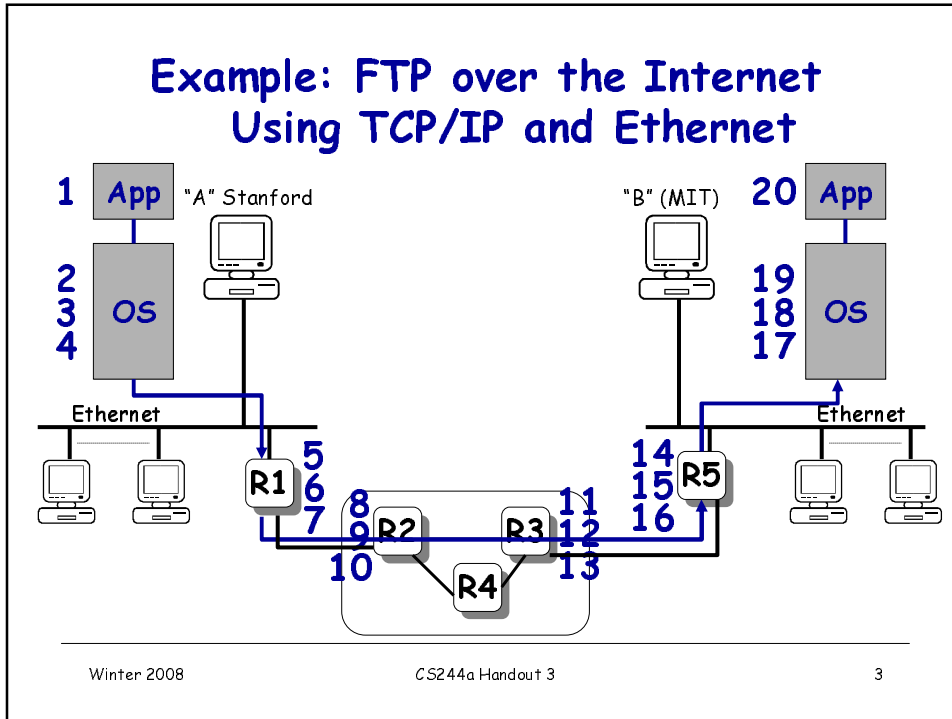 Example: FTP over the Internet
Using TCP/IP and Ethernet
1
App
"A" Stanford
"B" (MIT)
20
App
2
3
4
OS
19
18
17
OS
Ethernet
Ethernet
R1
5
6
7
8
9
10
R2
R3
11
12
13
R4
14
15
16
R5
Winter 2008
CS244a Handout 3
3